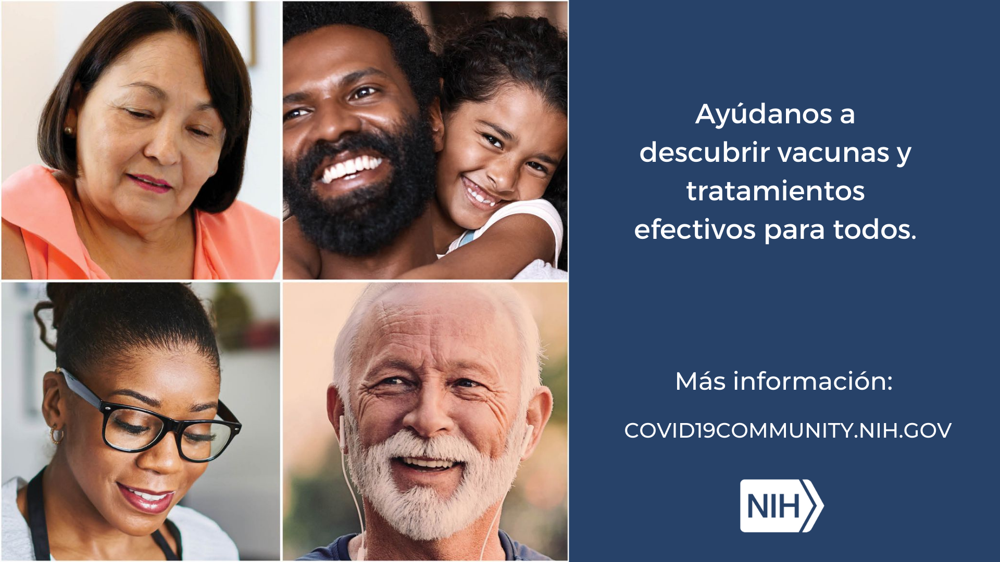 Ayúdanos a
descubrir vacunas y
tratamientos
efectivos para todos.
Más información:
COVID19COMMUNITY.NIH.GOV
NIH